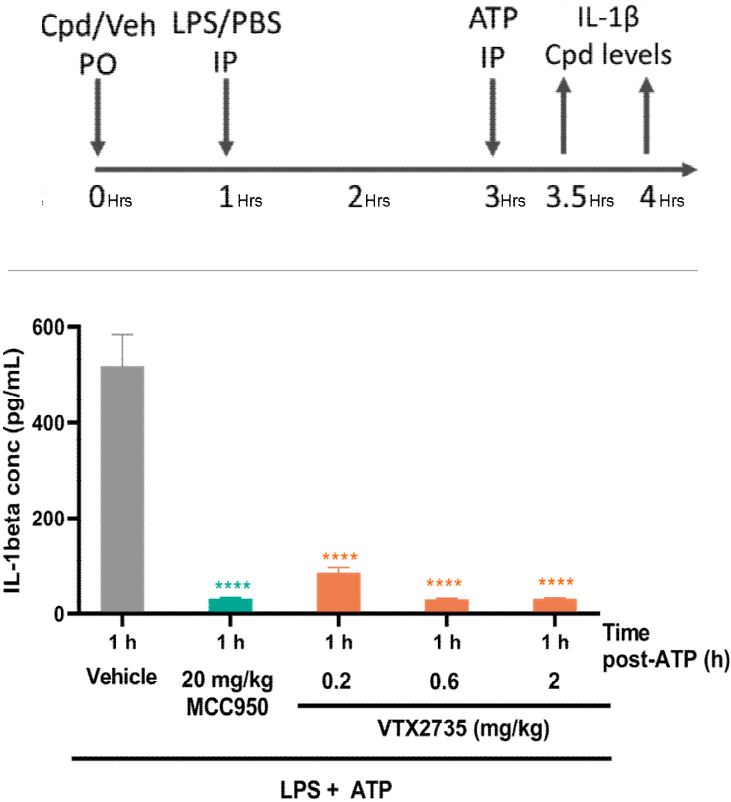 Cpd/Veh LPS/PBS ATP IL-1β
PO IP IP Cpd levels
0Hrs 1Hrs 2Hrs 3Hrs 3.5Hrs 4Hrs
IL-1beta conc (pg/mL)
600
400
200
0
**** **** **** ****
1 h 1 h 1 h 1 h 1 h Time
post-ATP (h)
Vehicle 20 mg/kg 0.2 0.6 2
MCC950
VTX2735 (mg/kg)
LPS + ATP